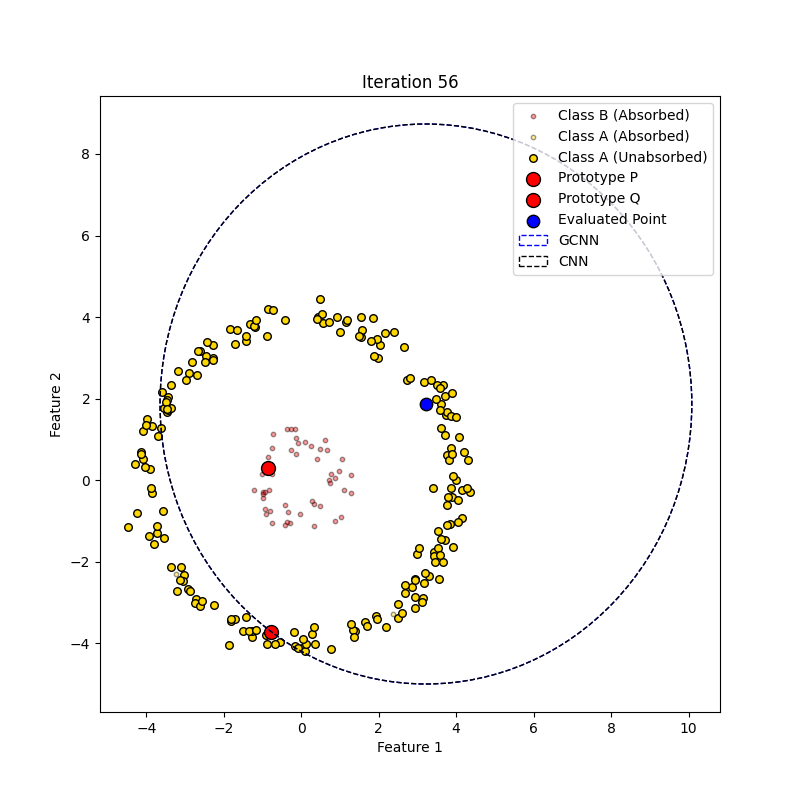 Iteration 56
Class B (Absorbed)
Class A (Absorbed)
Class A (Unabsorbed)
Prototype P
Prototype Q
Evaluated Point
GCNN
CNN
8
6
4
2
0
−2
−4
Feature 2
−4 −2 0 2 4 6 8 10
Feature 1